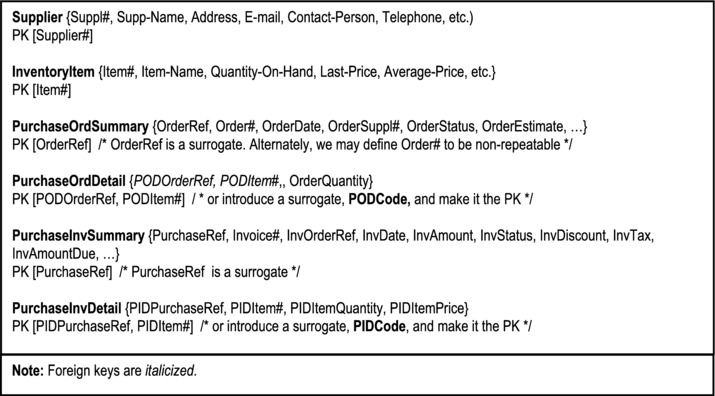 Supplier {Suppl#, Supp-Name, Address, E-mail, Contact-Person, Telephone, etc.)
PK [Supplier#]
InventoryItem {Item#, Item-Name, Quantity-On-Hand, Last-Price, Average-Price, etc.}
PK [Item#]
PurchaseOrdSummary {OrderRef, Order#, OrderDate, OrderSuppl#, OrderStatus, OrderEstimate, …}
PK [OrderRef] /* OrderRef is a surrogate. Alternately, we may define Order# to be non-repeatable */
PurchaseOrdDetail {PODOrderRef, PODItem#,, OrderQuantity}
PK [PODOrderRef, PODItem#] / * or introduce a surrogate, PODCode, and make it the PK */
PurchaseInvSummary {PurchaseRef, Invoice#, InvOrderRef, InvDate, InvAmount, InvStatus, InvDiscount, InvTax,
InvAmountDue, …}
PK [PurchaseRef] /* PurchaseRef is a surrogate */
PurchaseInvDetail {PIDPurchaseRef, PIDItem#, PIDItemQuantity, PIDItemPrice}
PK [PIDPurchaseRef, PIDItem#] /* or introduce a surrogate, PIDCode, and make it the PK */
Note: Foreign keys are italicized.